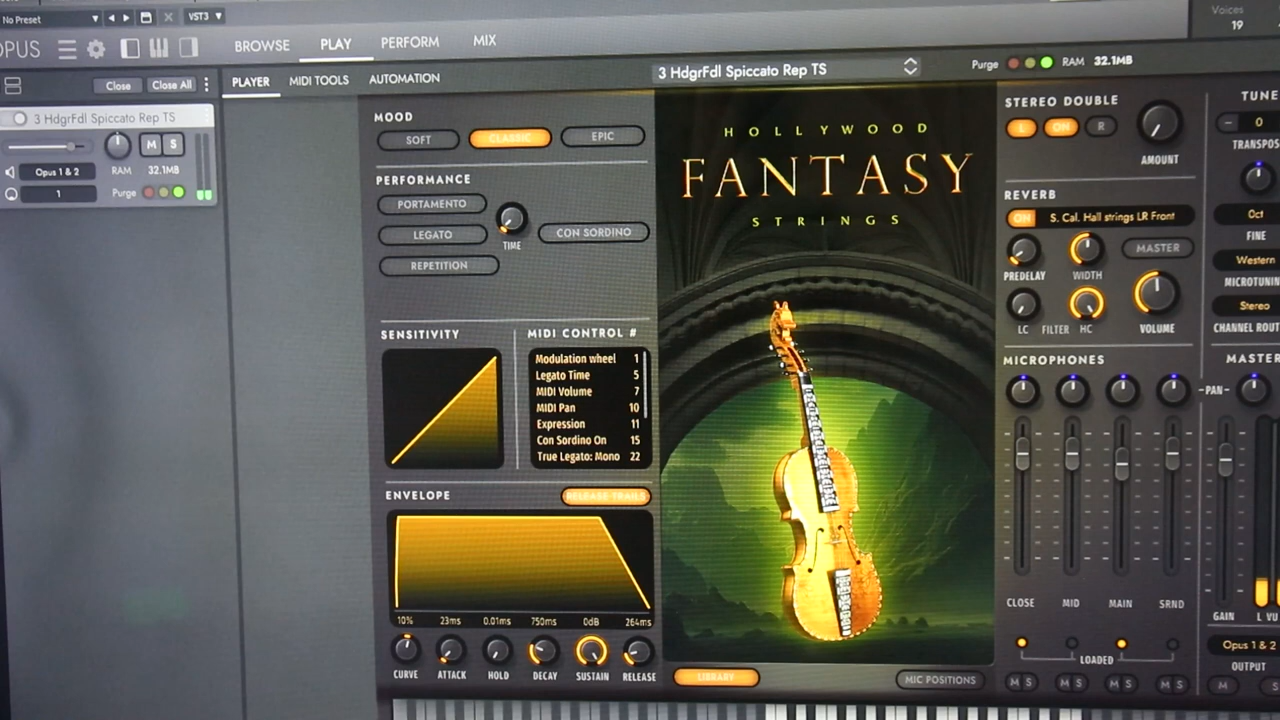 No Preset
VST3
Voices
19
OPUS
BROWSE
PLAY
PERFORM
MIX
Close
Close All
PLAYER
MIDI TOOLS
AUTOMATION
3 HdgrFdl Spiccato Rep TS
Purge
RAM
32.1MB
3 HdgrFdl Spiccato Rep TS
M
S
Opus 1 & 2
RAM
32.1MB
1
Purge
MOOD
SOFT
CLASSIC
EPIC
PERFORMANCE
PORTAMENTO
LEGATO
REPETITION
TIME
CON SORDINO
SENSITIVITY
MIDI CONTROL #
Modulation wheel 1
Legato Time 5
MIDI Volume 7
MIDI Pan 10
Expression 11
Con Sordino On 15
True Legato: Mono 22
ENVELOPE
RELEASE TRAILS
10% 23ms 0.01ms 750ms 0dB 264ms
CURVE ATTACK HOLD DECAY SUSTAIN RELEASE
HOLLYWOOD
FANTASY
STRINGS
LIBRARY
MIC POSITIONS
STEREO DOUBLE
L ON R
AMOUNT
REVERB
ON
S. Cal. Hall strings LR Front
PREDELAY
WIDTH
MASTER
LC FILTER HC
VOLUME
MICROPHONES
-PAN-
CLOSE MID MAIN SRND
LOADED
M S M S M S M S
TUNE
- 0
TRANSPOS
Oct
FINE
Western
MICROTUNIN
Stereo
CHANNEL ROUT
MASTER
GAIN
L VU
Opus 1 & 2
OUTPUT
M
S